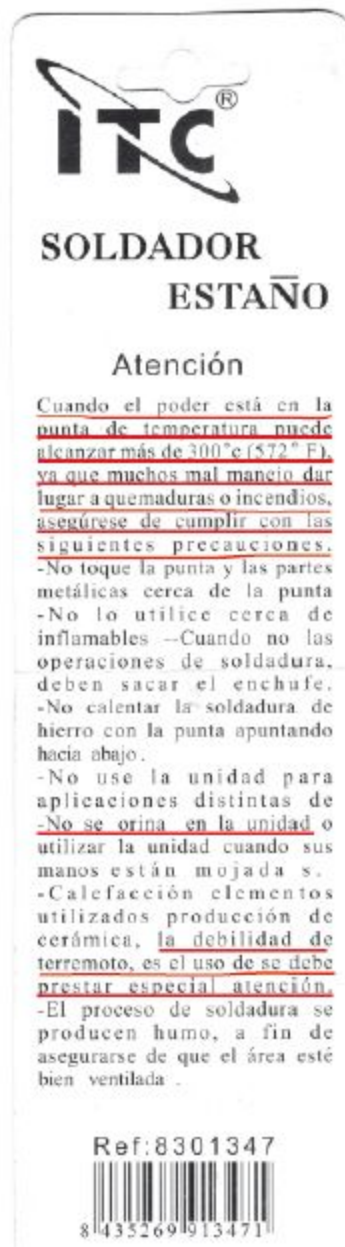 ITC®
SOLDADOR
ESTAÑO
Atención
Cuando el poder está en la
punta de temperatura puede
alcanzar más de 300°c (572° F),
ya que muchos mal manejo dar
lugar a quemaduras o incendios,
asegúrese de cumplir con las
siguientes precauciones.
-No toque la punta y las partes
metálicas cerca de la punta
-No lo utilice cerca de
inflamables --Cuando no las
operaciones de soldadura,
deben sacar el enchufe.
-No calentar la soldadura de
hierro con la punta apuntando
hacia abajo.
-No use la unidad para
aplicaciones distintas de
-No se orina en la unidad o
utilizar la unidad cuando sus
manos están mojada s.
-Calefacción elementos
utilizados producción de
cerámica, la debilidad de
terremoto, es el uso de se debe
prestar especial atención.
-El proceso de soldadura se
producen humo, a fin de
asegurarse de que el área esté
bien ventilada .
Ref:8301347
8 435269 913471